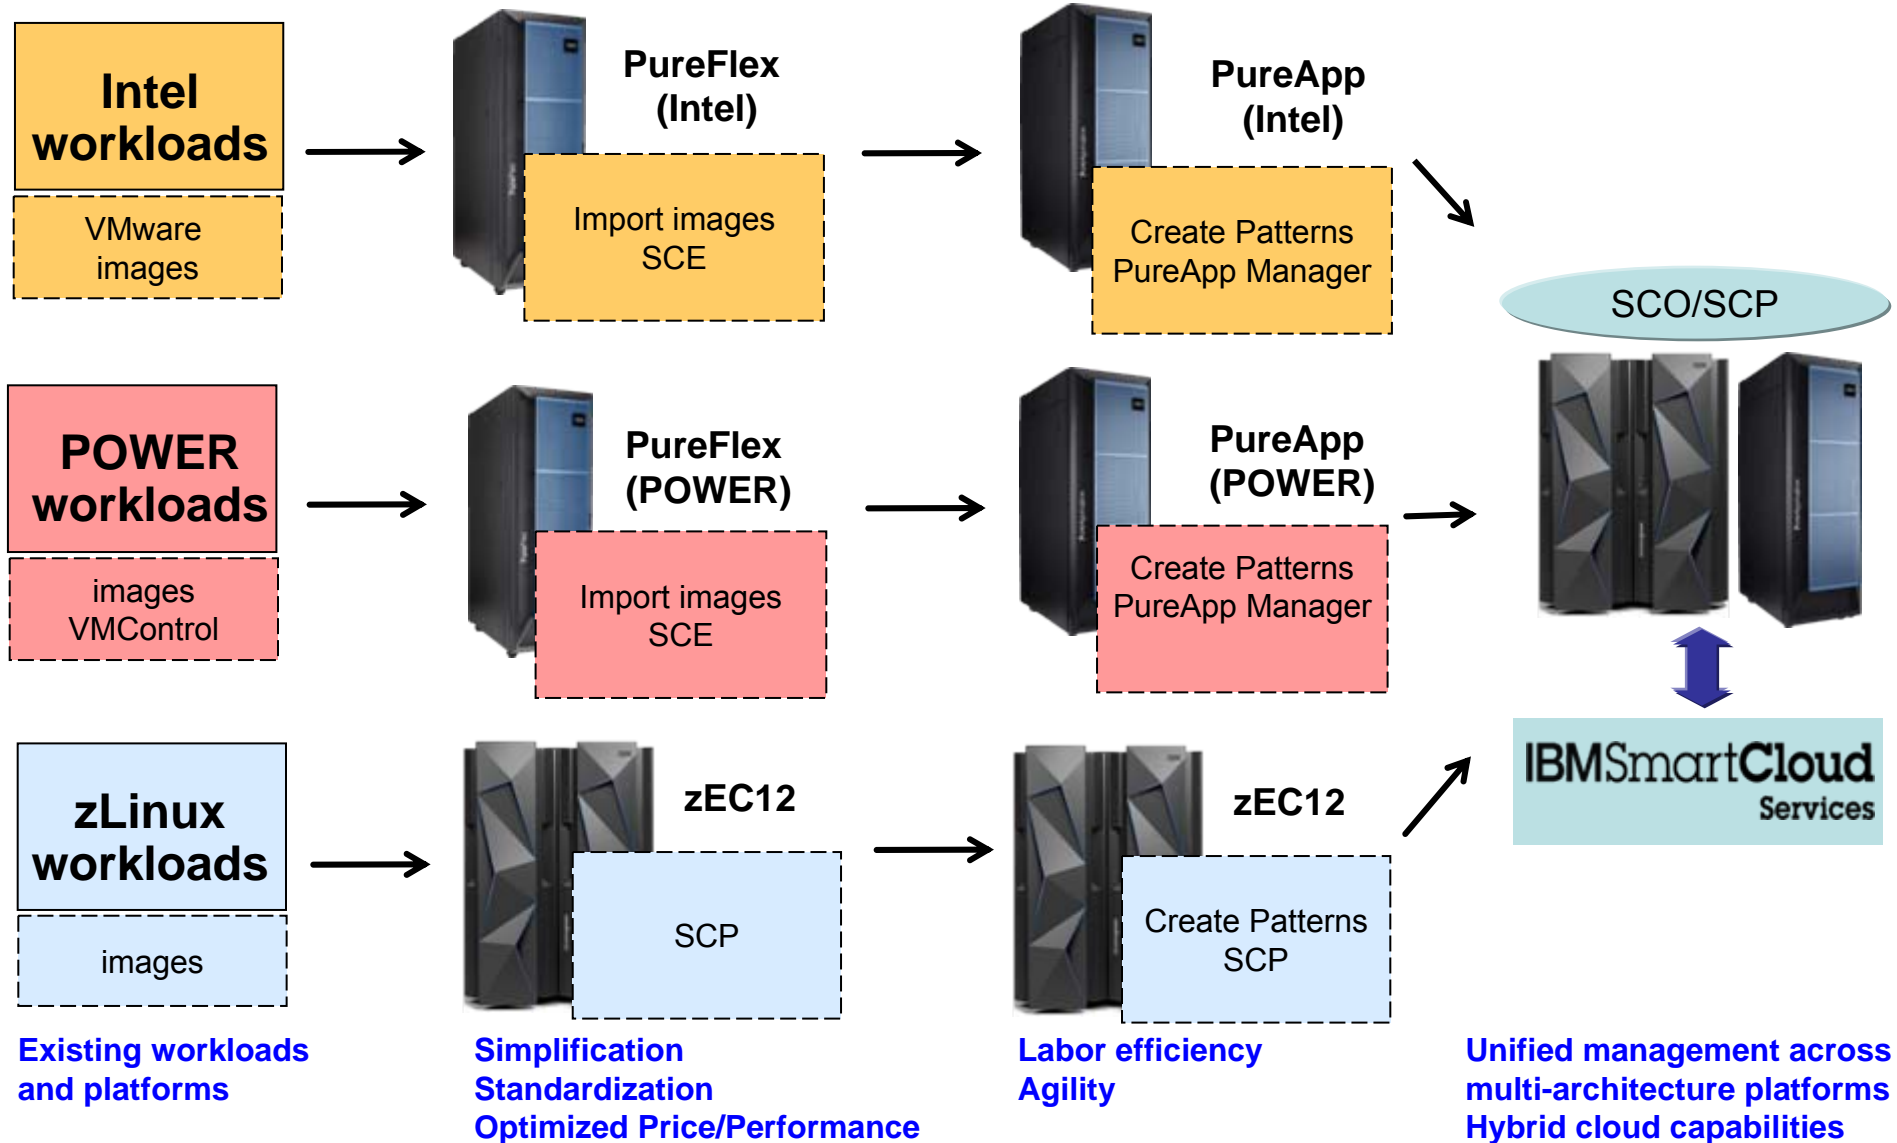 Intel
workloads
VMware
images
PureFlex
(Intel)
Import images
SCE
PureApp
(Intel)
Create Patterns
PureApp Manager
SCO/SCP
POWER
workloads
images
VMControl
PureFlex
(POWER)
Import images
SCE
PureApp
(POWER)
Create Patterns
PureApp Manager
IBMSmartCloud
Services
zLinux
workloads
images
zEC12
SCP
zEC12
Create Patterns
SCP
Existing workloads
and platforms
Simplification
Standardization
Optimized Price/Performance
Labor efficiency
Agility
Unified management across
multi-architecture platforms
Hybrid cloud capabilities